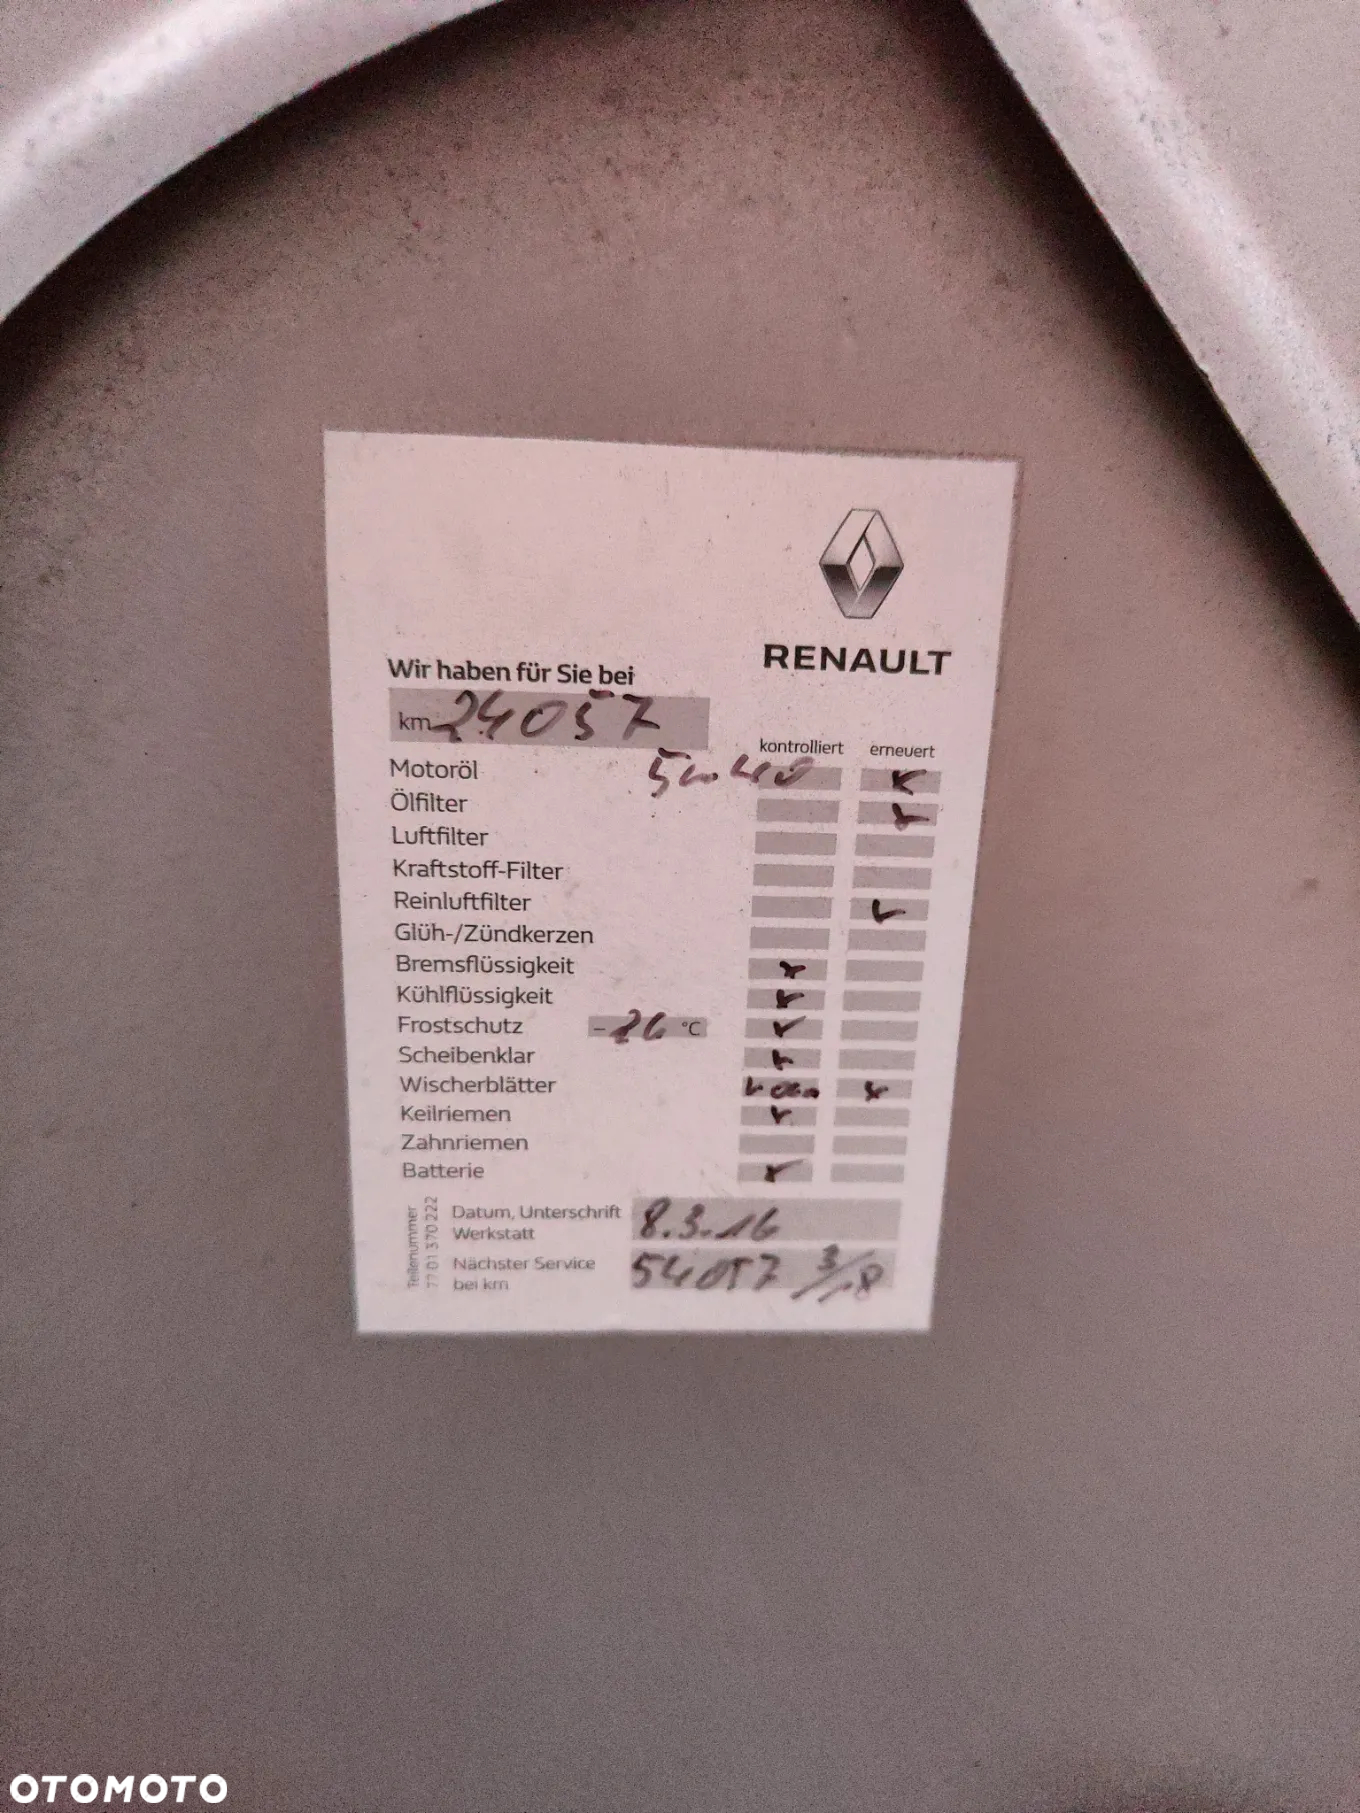 RENAULT
Wir haben für Sie bei
km 24057
kontrolliert erneuert
Motoröl 5w40
Ölfilter
Luftfilter
Kraftstoff-Filter
Reinluftfilter
Glüh-/Zündkerzen
Bremsflüssigkeit
Kühlflüssigkeit
Frostschutz -26 °C
Scheibenklar
Wischerblätter
Keilriemen
Zahnriemen
Batterie
Teilenummer
77 01 370 222
Datum, Unterschrift 8.3.16
Werkstatt
Nächster Service 54057 3/18
bei km
OTOMOTO